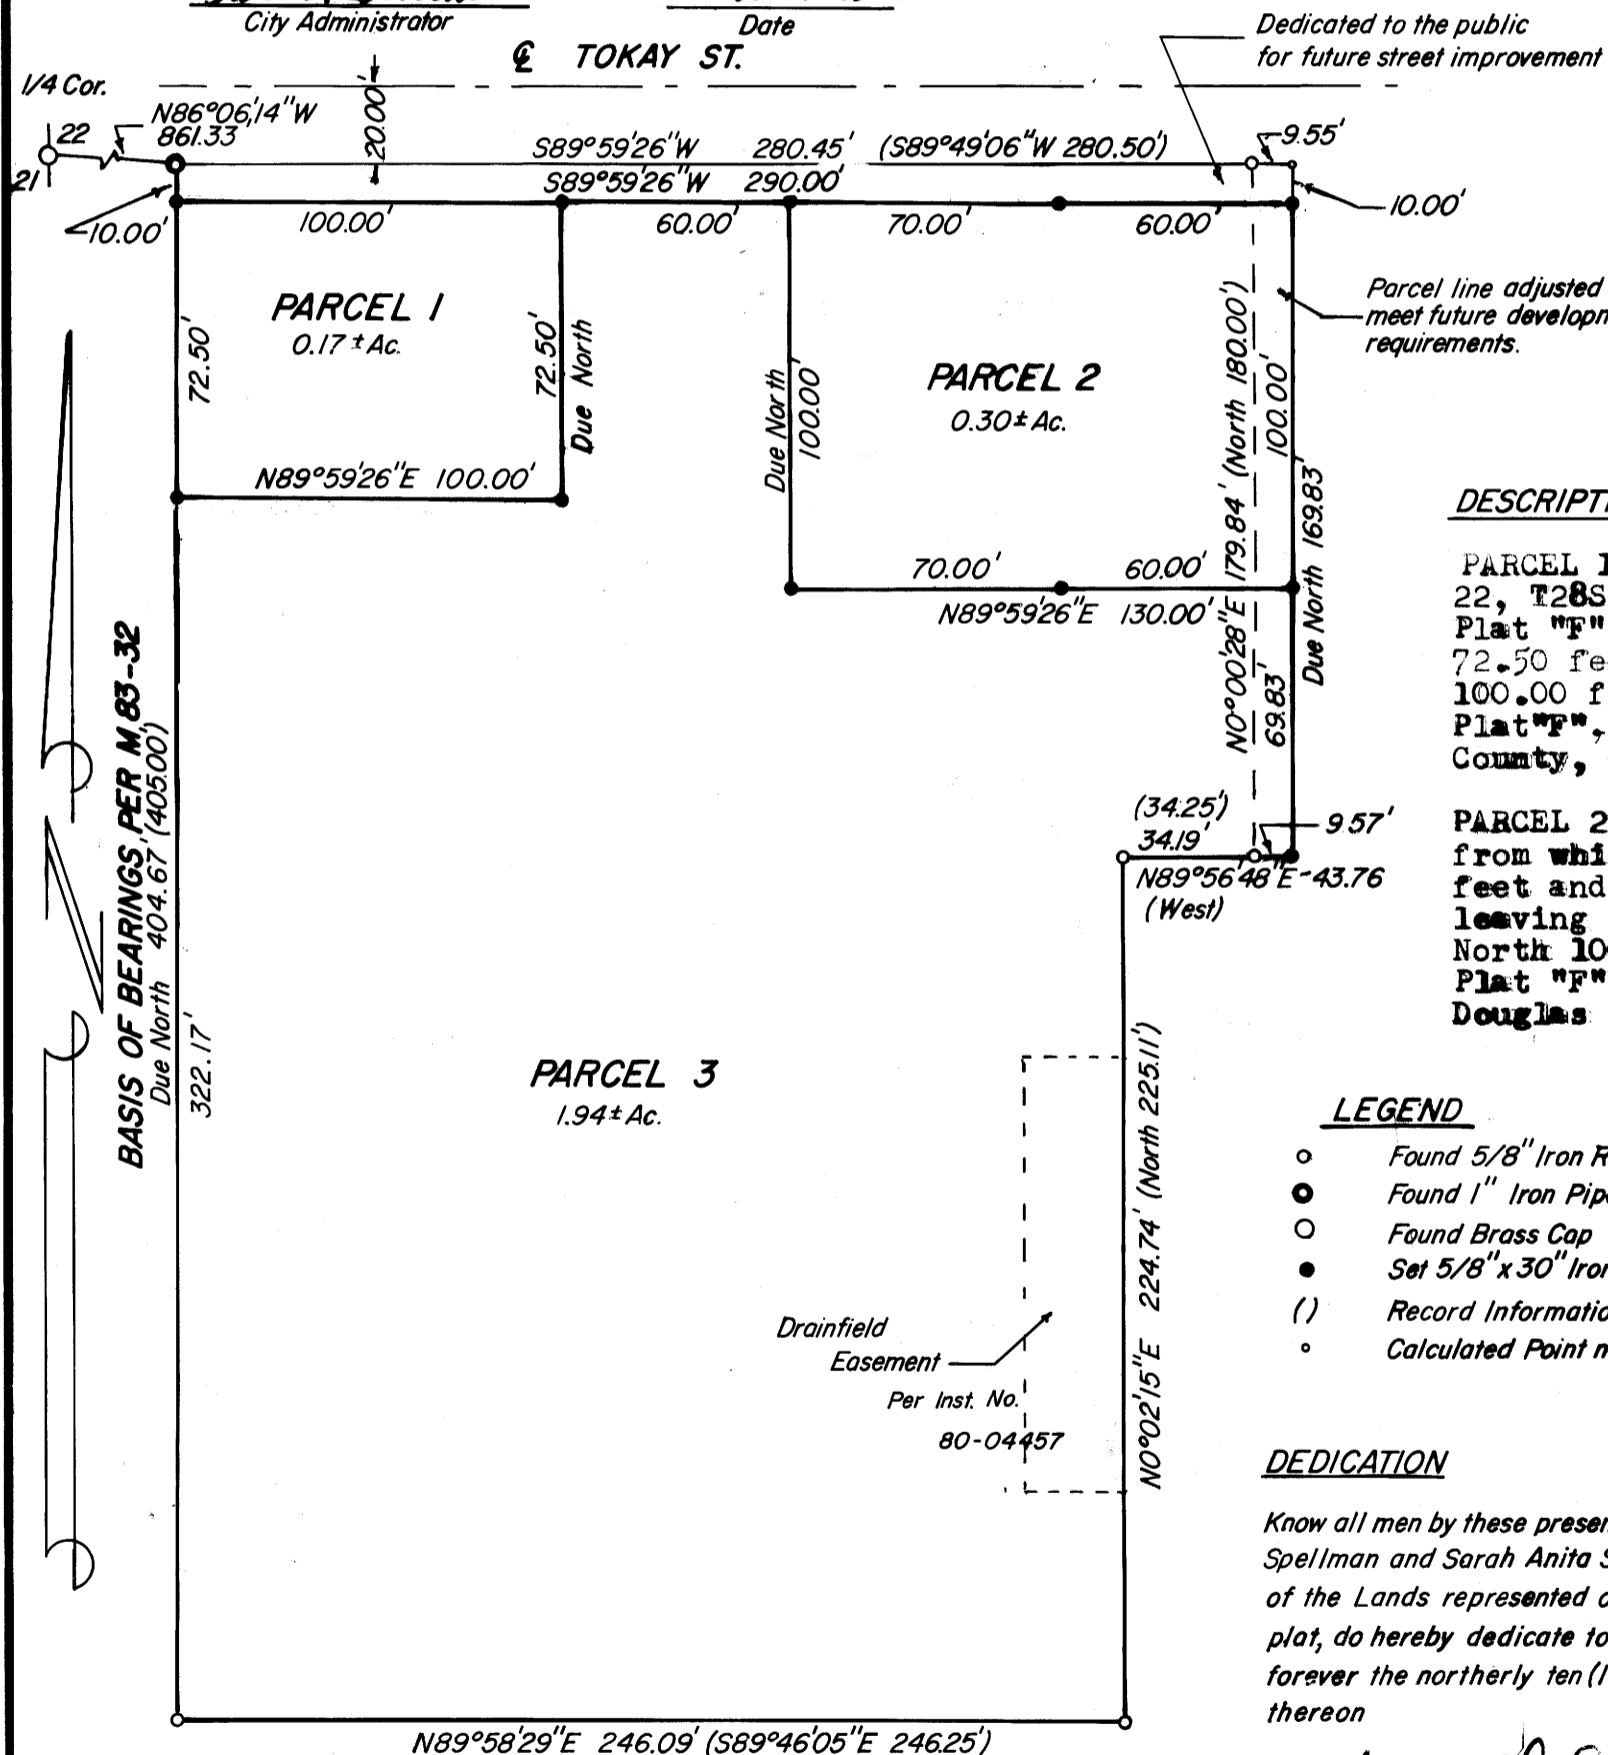 City Administrator
Date
℄ TOKAY ST.
Dedicated to the public
for future street improvement
1/4 Cor.
22
21
N86°06'14"W
861.33
20.00'
S89°59'26"W 280.45' (S89°49'06"W 280.50')
9.55'
S89°59'26"W 290.00'
10.00'
10.00'
100.00'
60.00'
70.00'
60.00'
PARCEL 1
0.17 ± Ac.
72.50'
72.50'
Due North
N89°59'26"E 100.00'
PARCEL 2
0.30 ± Ac.
Due North
100.00'
N0°00'28"E 179.84' (North 180.00')
100.00'
Due North 169.83'
69.83'
Parcel line adjusted
meet future developm
requirements.
70.00'
60.00'
N89°59'26"E 130.00'
(34.25')
34.19'
9.57'
N89°56'48"E-43.76
(West)
BASIS OF BEARINGS, PER M 83-32
Due North 404.67' (405.00')
322.17'
PARCEL 3
1.94 ± Ac.
N0°02'15"E 224.74' (North 225.11')
Drainfield
Easement
Per Inst. No.
80-04457
N89°58'29"E 246.09' (S89°46'05"E 246.25')
N
DESCRIPTI
PARCEL 1
22, T28S
Plat "F"
72.50 fe
100.00 f
Plat "F",
County,
PARCEL 2
from whi
feet and
leaving
North 10
Plat "F"
Douglas
LEGEND
Found 5/8" Iron R
Found 1" Iron Pip
Found Brass Cap
Set 5/8" x 30" Iron
( ) Record Informatio
Calculated Point n
DEDICATION
Know all men by these presen
Spellman and Sarah Anita S
of the Lands represented o
plat, do hereby dedicate to
forever the northerly ten (1
thereon